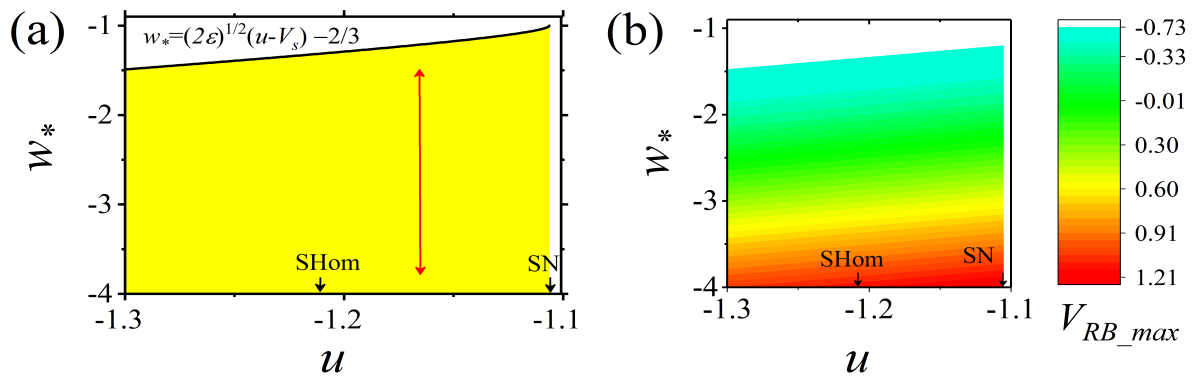 (a)
w*=(2ε)^1/2(u-V_s) −2/3
-1
-2
-3
-4
w*
SHom
SN
-1.3
-1.2
-1.1
u
(b)
-1
-2
-3
-4
w*
SHom
SN
-1.3
-1.2
-1.1
u
-0.73
-0.33
-0.01
0.30
0.60
0.91
1.21
V_RB_max